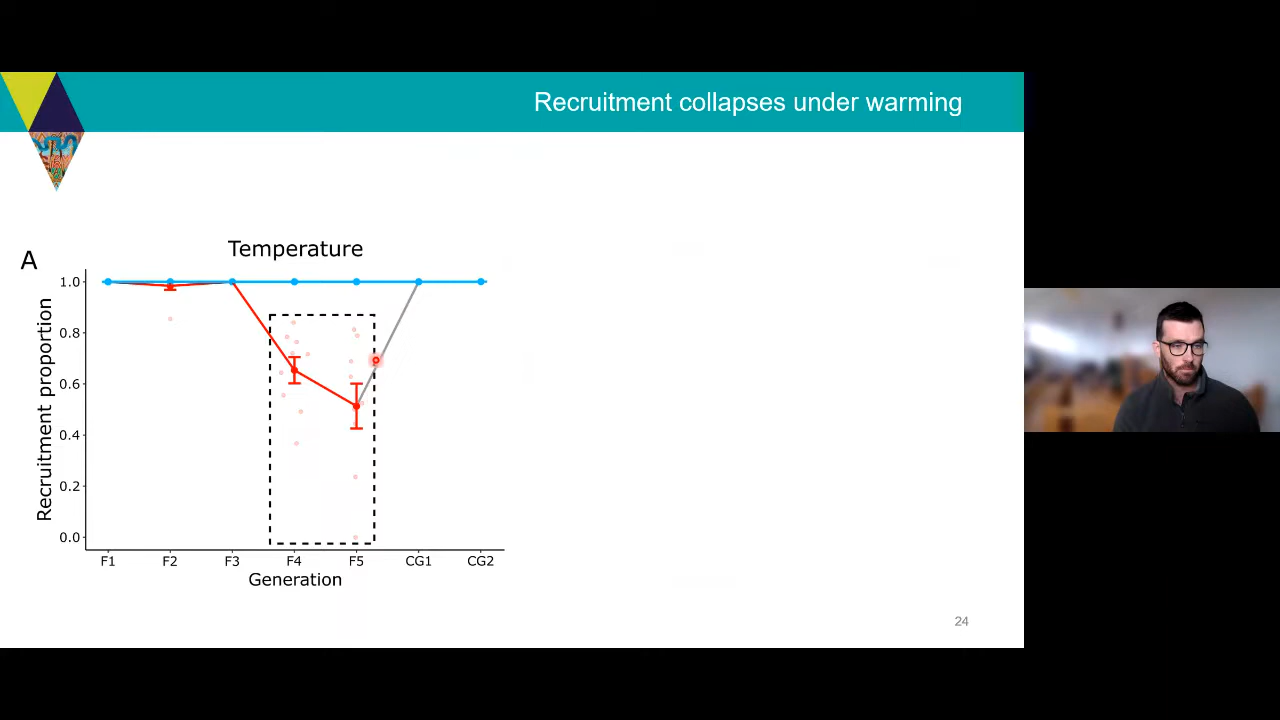 Recruitment collapses under warming
A
Temperature
Recruitment proportion
1.0
0.8
0.6
0.4
0.2
0.0
F1 F2 F3 F4 F5 CG1 CG2
Generation
24